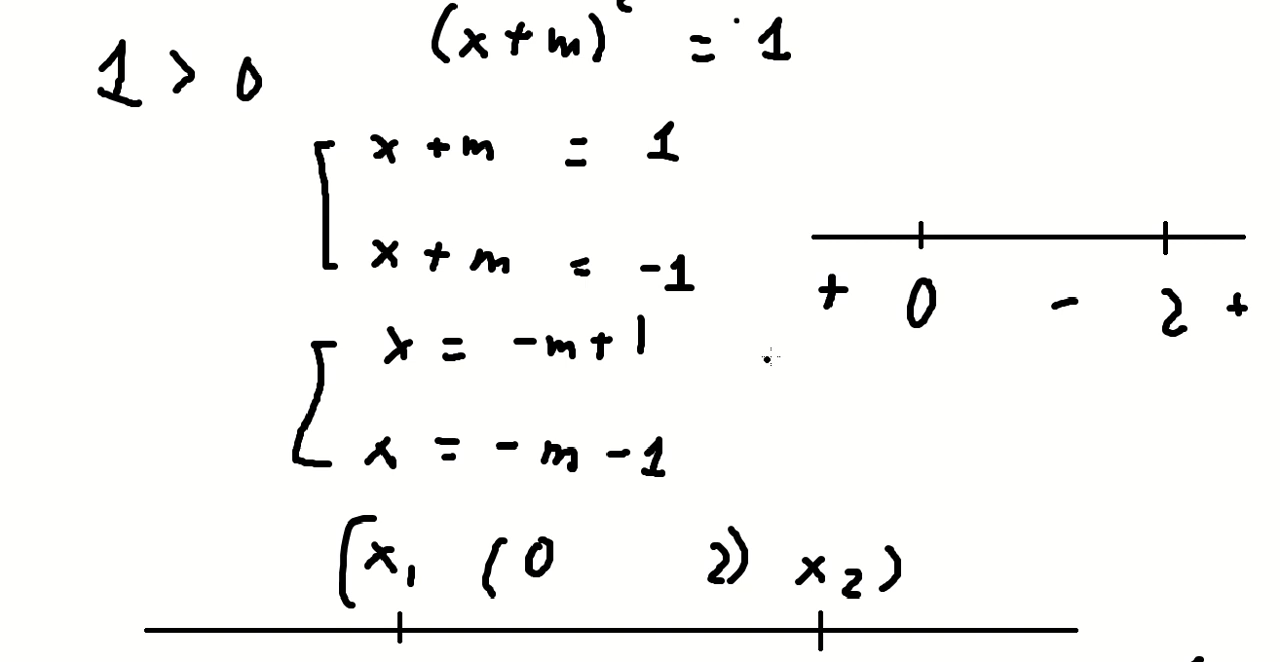 (x + m)² = 1
1 > 0
[ x + m = 1
x + m = -1
+ 0 - 2 +
[ x = -m + 1
x = - m - 1
[x₁ (0 2) x₂)